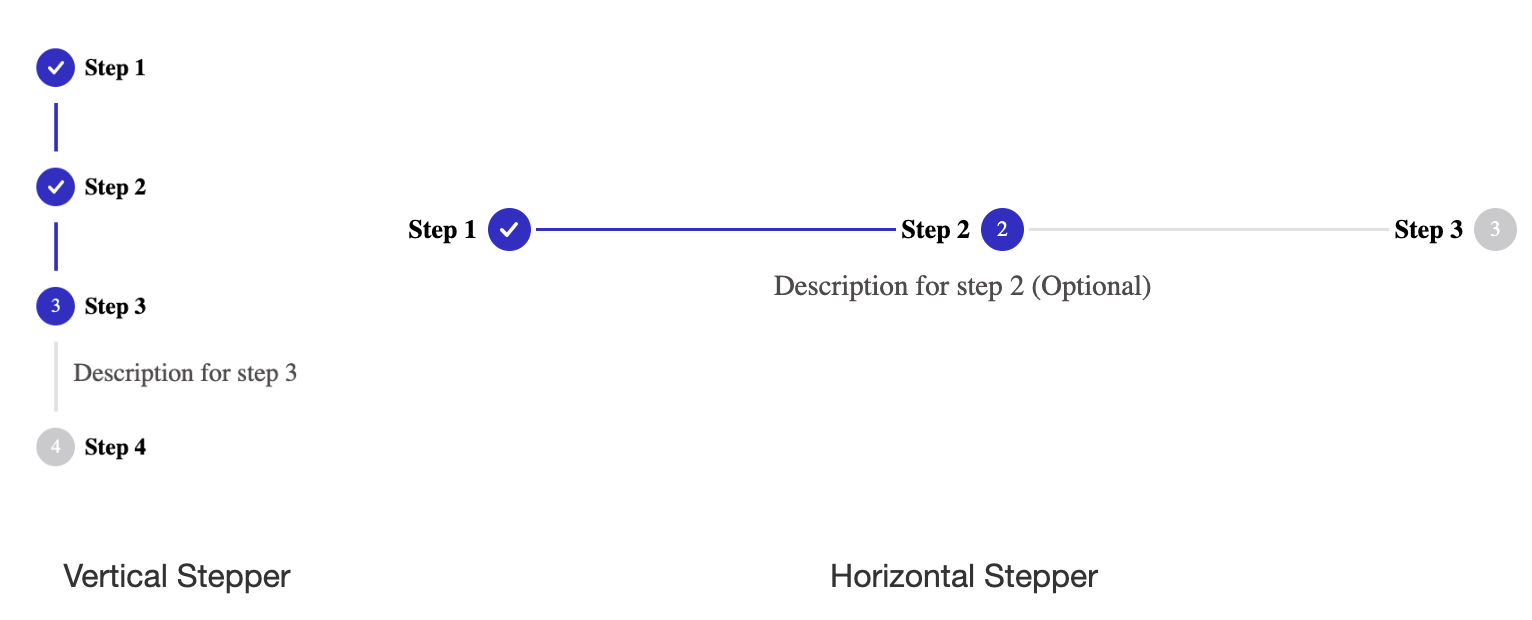 Step 1
Step 2
3 Step 3
Description for step 3
4 Step 4
Vertical Stepper
Step 1 Step 2 2 Step 3 3
Description for step 2 (Optional)
Horizontal Stepper